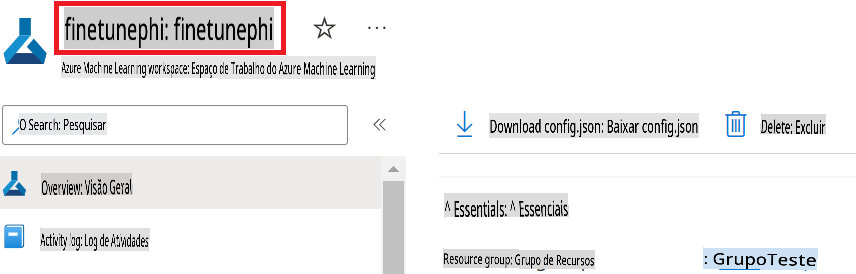 finetunephi: finetunephi
Azure Machine Learning workspace: Espaço de Trabalho do Azure Machine Learning
O Search: Pesquisar
Overview: Visão Geral
Activity log: Log de Atividades
Download config.json: Baixar config.json
Delete: Excluir
^ Essentials: ^ Essenciais
Resource group: Grupo de Recursos
: GrupoTeste